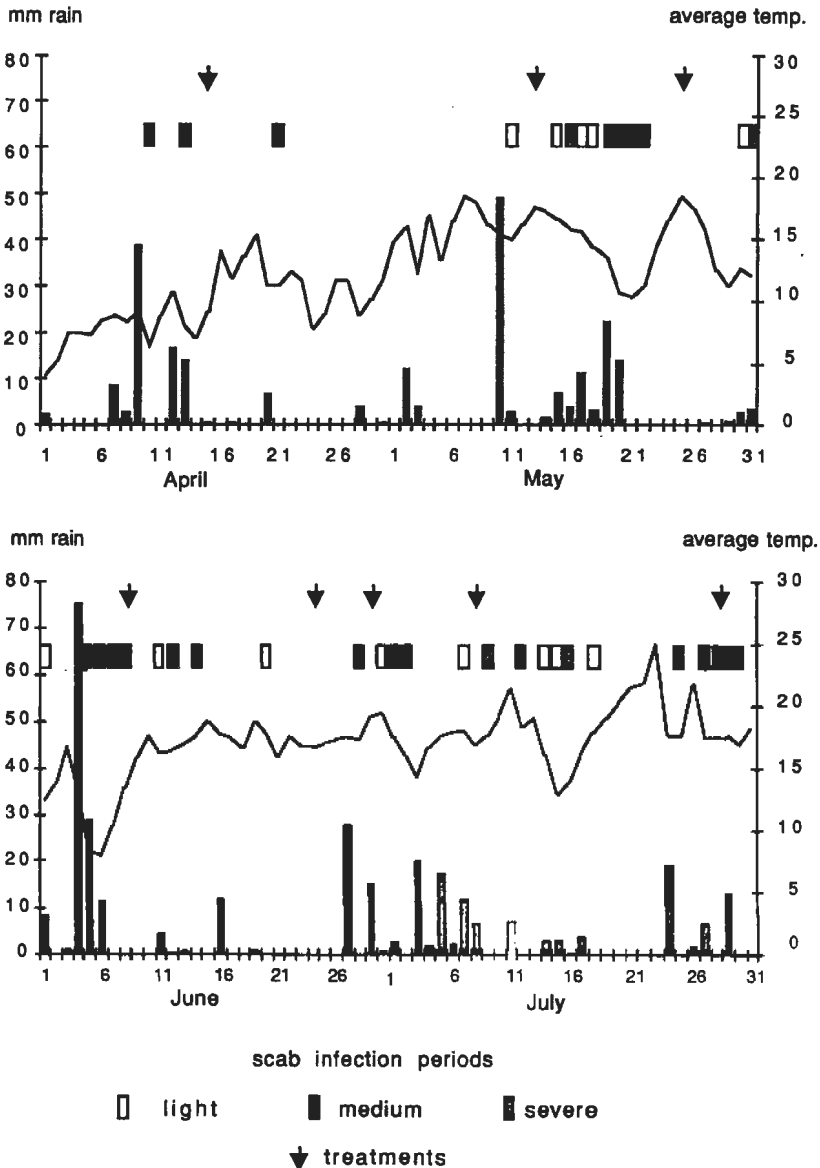 mm rain average temp.
80 30
70
25
60
20
50
40 15
30
10
20
5
10
0 0
1 6 11 16 21 26 1 6 11 16 21 26 31
April May
mm rain average temp.
80 30
70
25
60
20
50
40 15
30
10
20
5
10
0 0
1 6 11 16 21 26 1 6 11 16 21 26 31
June July
scab infection periods
light medium severe
treatments